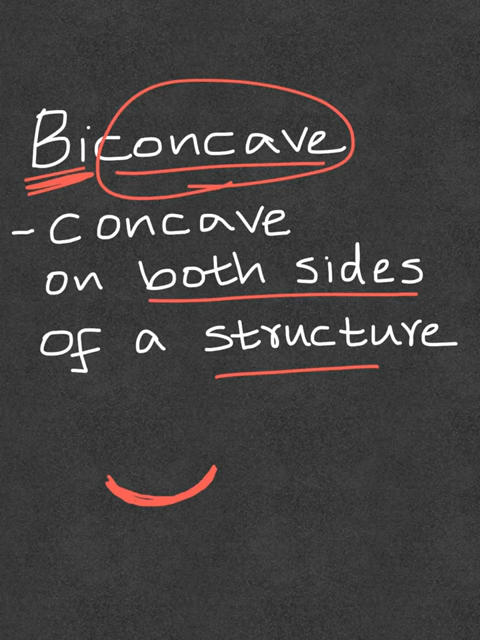 Biconcave
- Concave
on both sides
of a structure